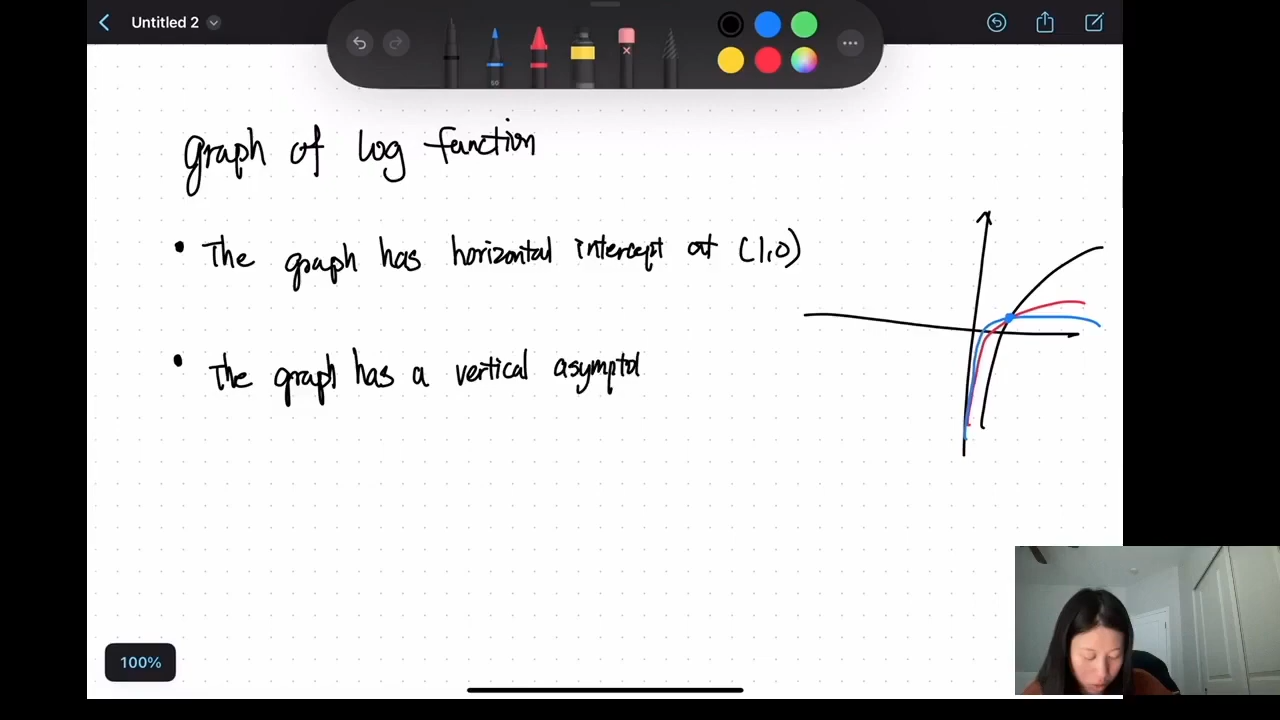 Untitled 2
50
graph of log function
• The graph has horizontal intercept at (1,0)
• The graph has a vertical asymptot
100%